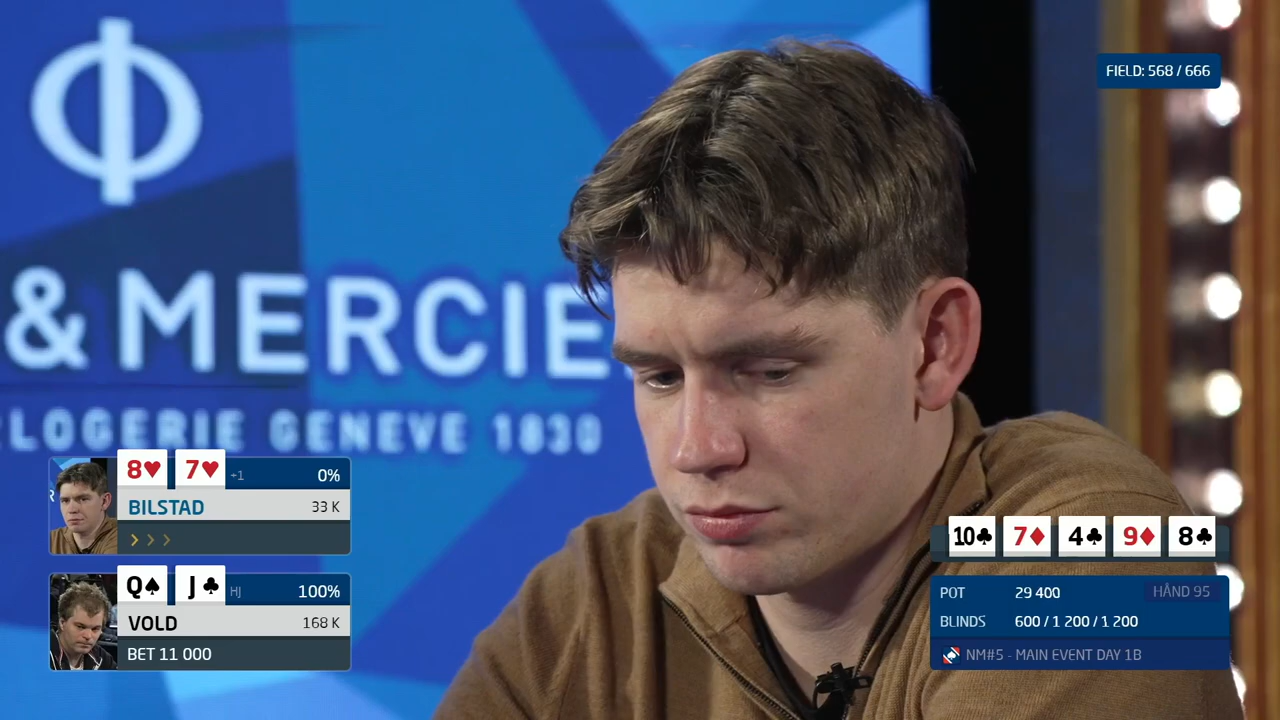 FIELD: 568 / 666
& MERCIE
LOGERIE GENEVE 1830
8♥ 7♥ +1 0%
BILSTAD 33 K
Q♠ J♣ HJ 100%
VOLD 168 K
BET 11 000
10♣ 7♦ 4♣ 9♦ 8♣
POT 29 400 HÅND 95
BLINDS 600 / 1 200 / 1 200
NM#5 - MAIN EVENT DAY 1B